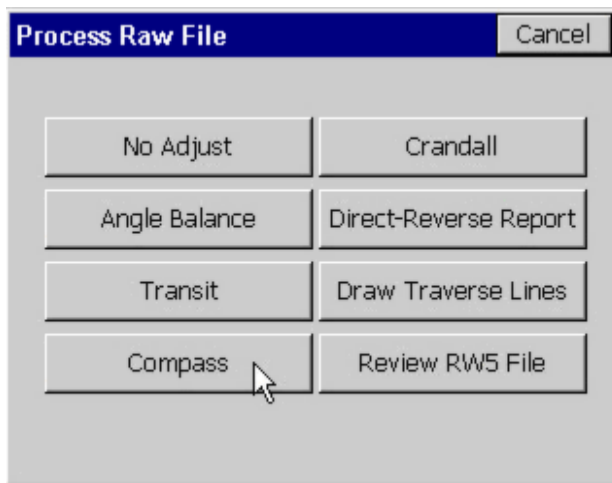 Process Raw File
Cancel
No Adjust
Crandall
Angle Balance
Direct-Reverse Report
Transit
Draw Traverse Lines
Compass
Review RW5 File